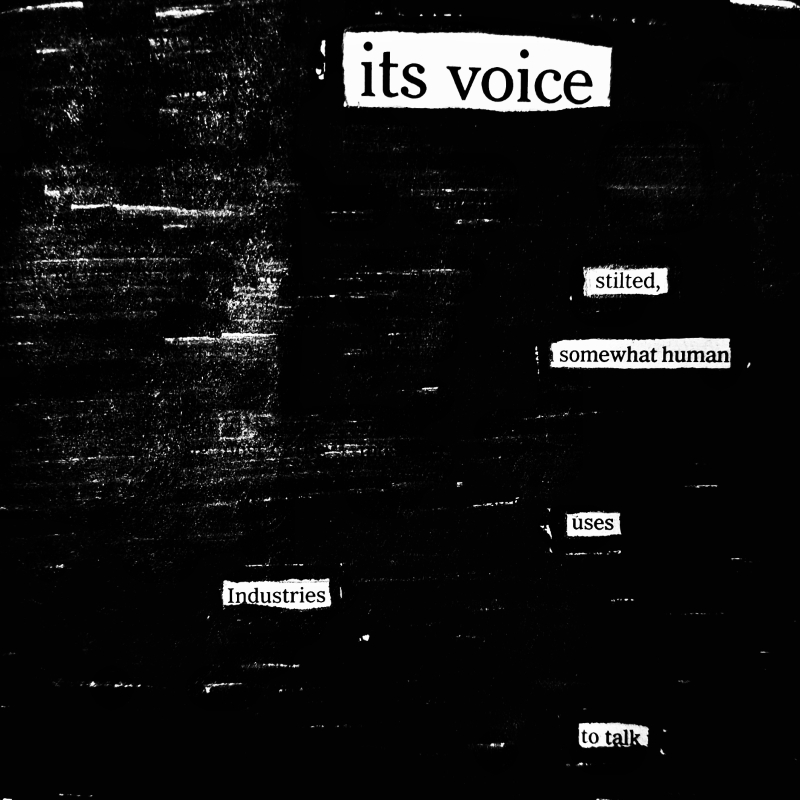 its voice
stilted,
somewhat human
uses
Industries
to talk